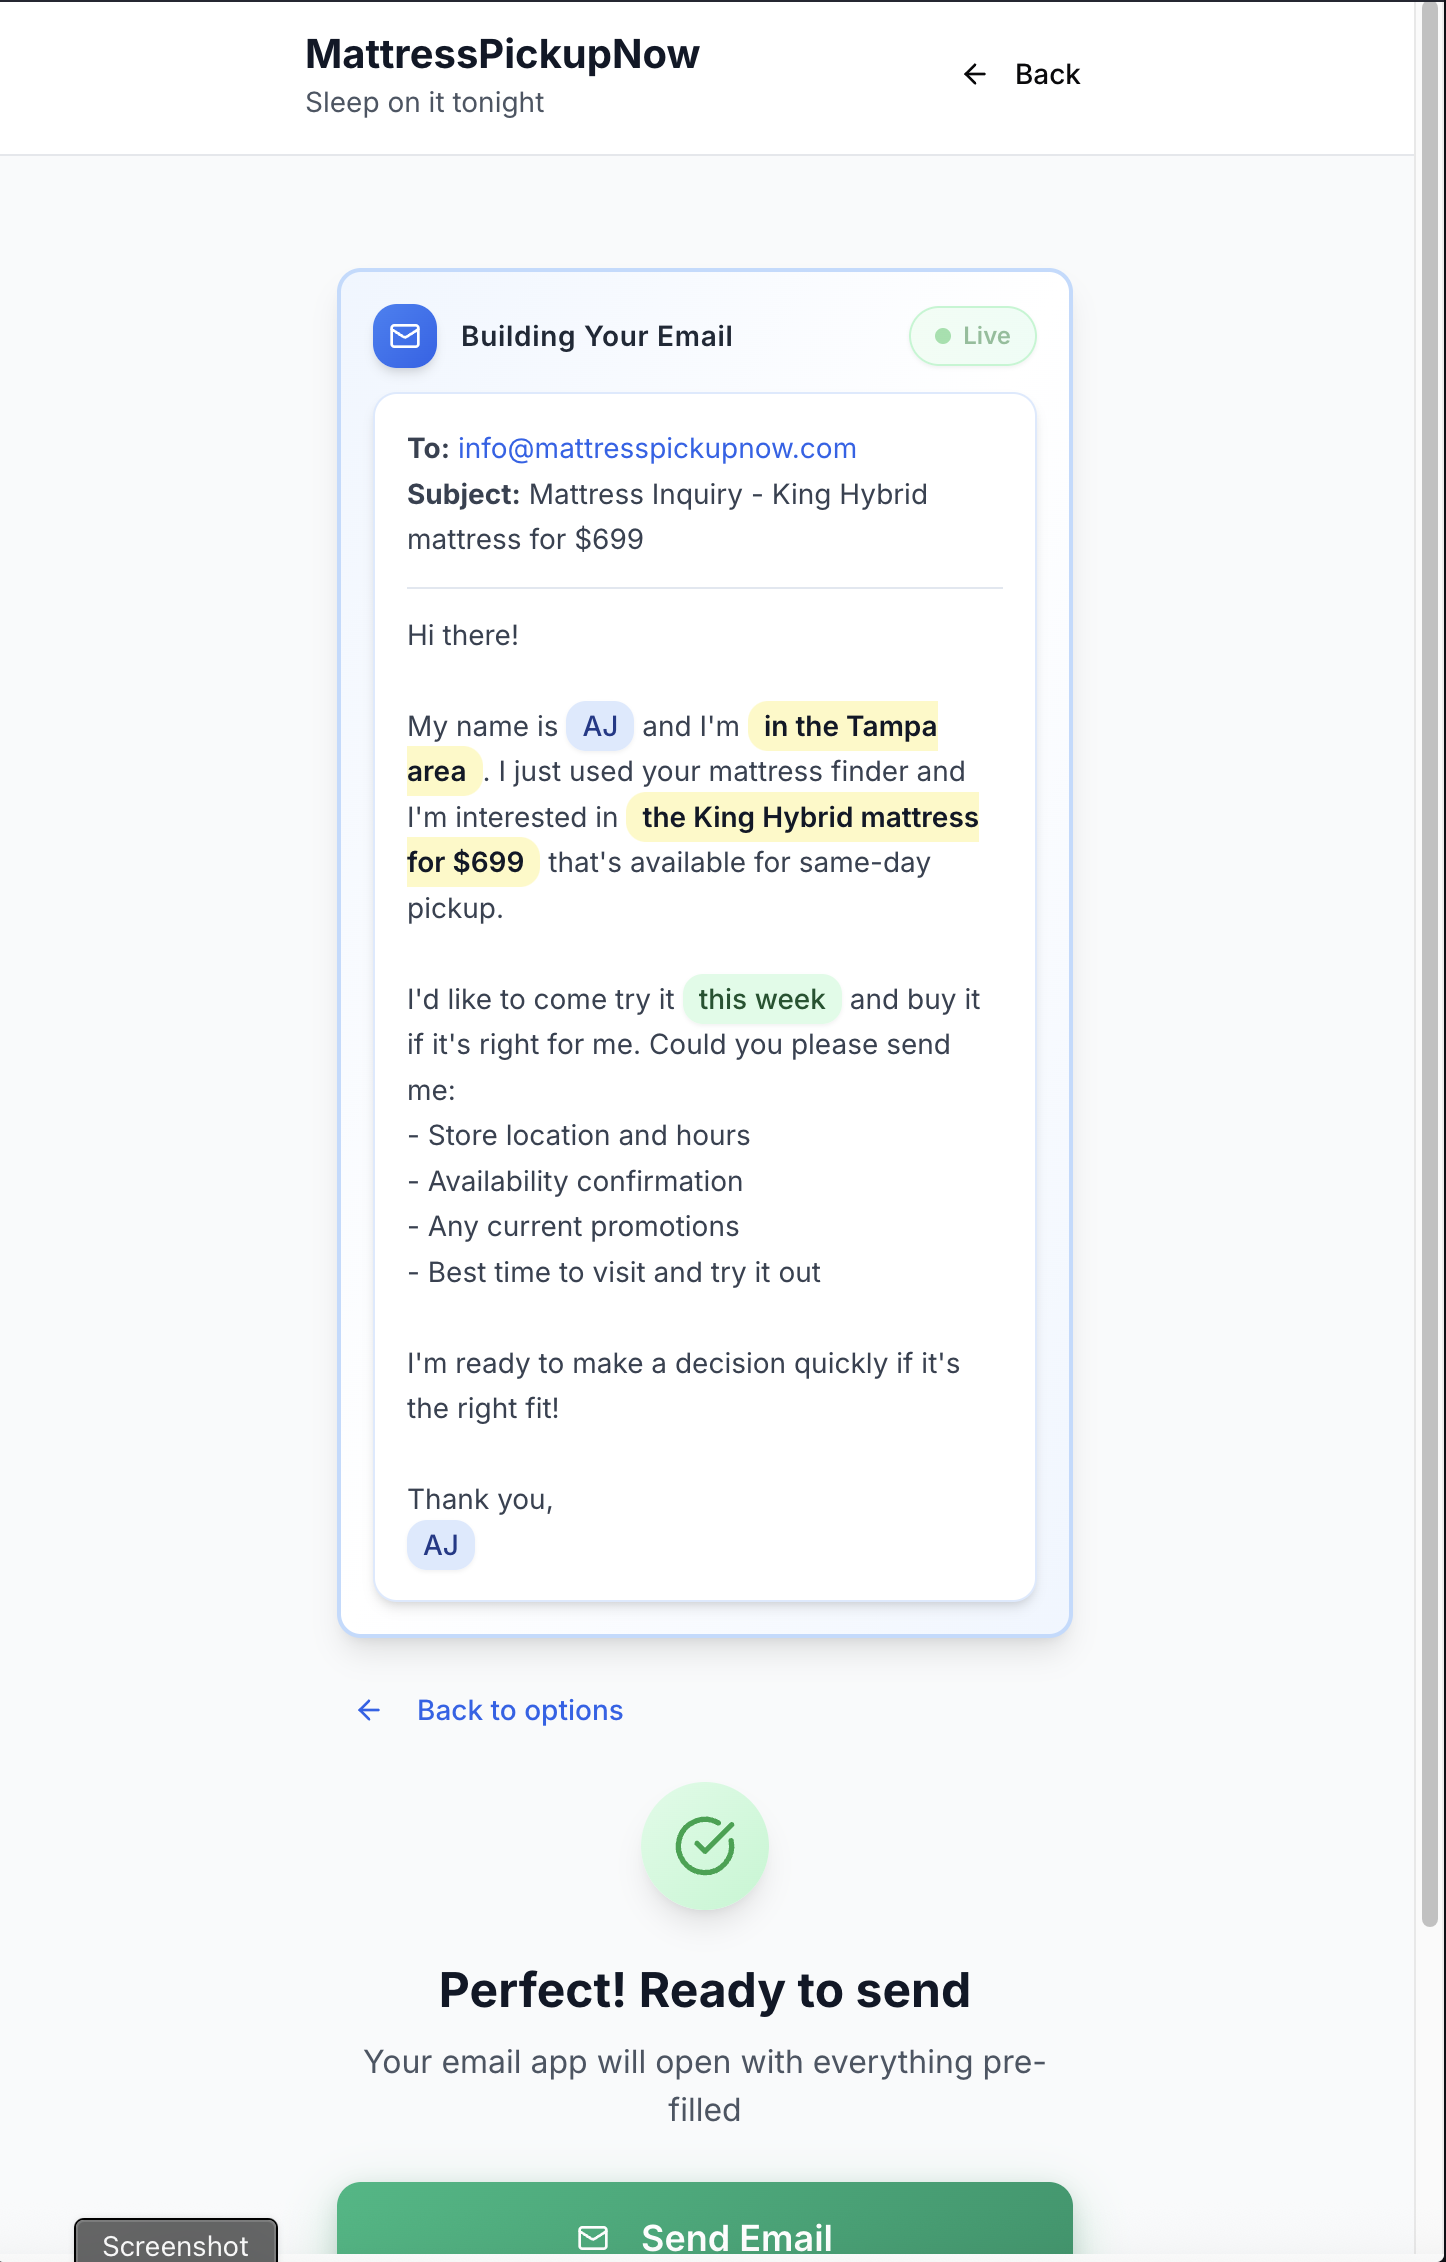 MattressPickupNow
Sleep on it tonight
Back
Building Your Email
Live
To: info@mattresspickupnow.com
Subject: Mattress Inquiry - King Hybrid
mattress for $699
Hi there!
My name is AJ and I'm in the Tampa
area . I just used your mattress finder and
I'm interested in the King Hybrid mattress
for $699 that's available for same-day
pickup.
I'd like to come try it this week and buy it
if it's right for me. Could you please send
me:
- Store location and hours
- Availability confirmation
- Any current promotions
- Best time to visit and try it out
I'm ready to make a decision quickly if it's
the right fit!
Thank you,
AJ
Back to options
Perfect! Ready to send
Your email app will open with everything pre-
filled
Send Email
Screenshot